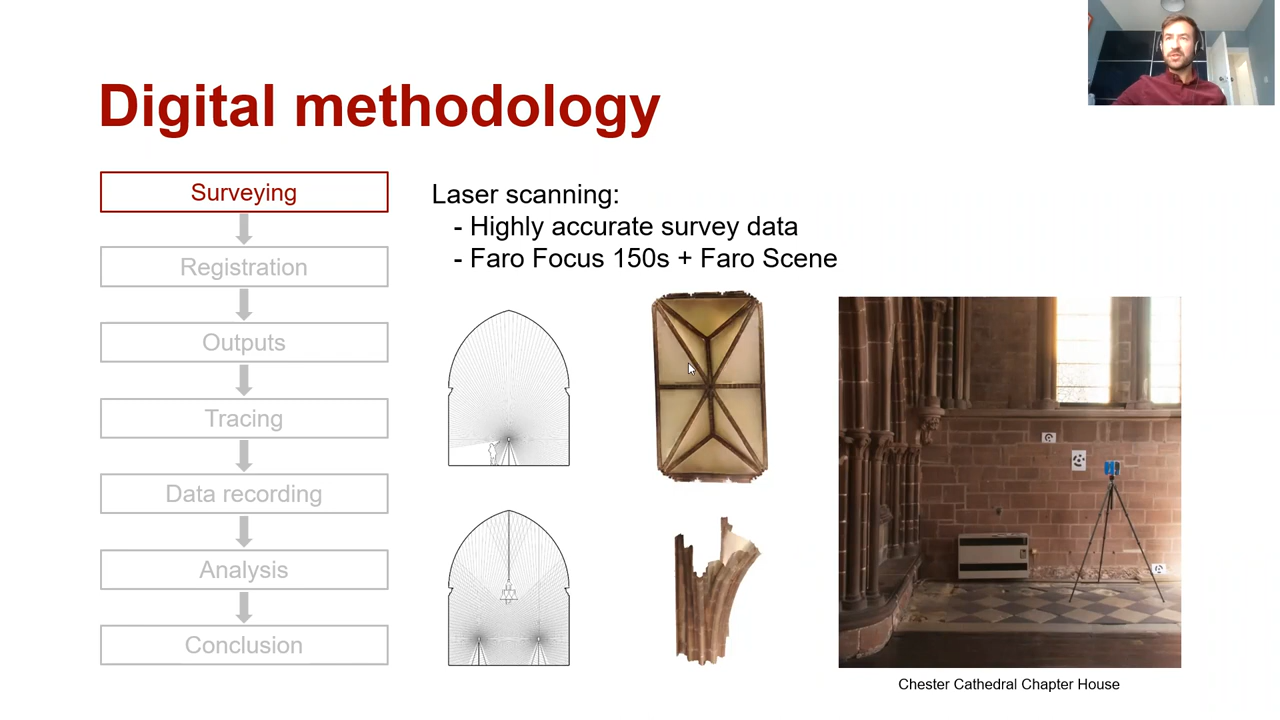 Digital methodology
Surveying
Registration
Outputs
Tracing
Data recording
Analysis
Conclusion
Laser scanning:
- Highly accurate survey data
- Faro Focus 150s + Faro Scene
Chester Cathedral Chapter House